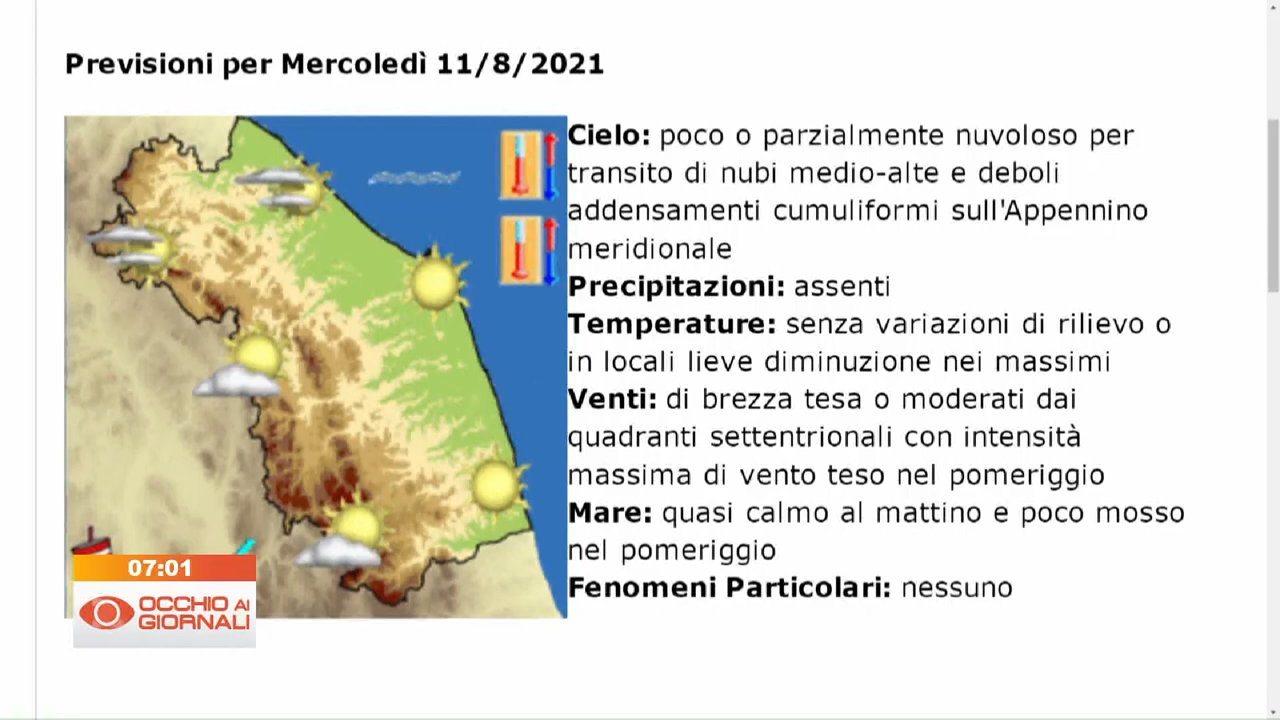 Previsioni per Mercoledì 11/8/2021
Cielo: poco o parzialmente nuvoloso per
transito di nubi medio-alte e deboli
addensamenti cumuliformi sull'Appennino
meridionale
Precipitazioni: assenti
Temperature: senza variazioni di rilievo o
in locali lieve diminuzione nei massimi
Venti: di brezza tesa o moderati dai
quadranti settentrionali con intensità
massima di vento teso nel pomeriggio
Mare: quasi calmo al mattino e poco mosso
nel pomeriggio
Fenomeni Particolari: nessuno
07:01
OCCHIO AI
GIORNALI